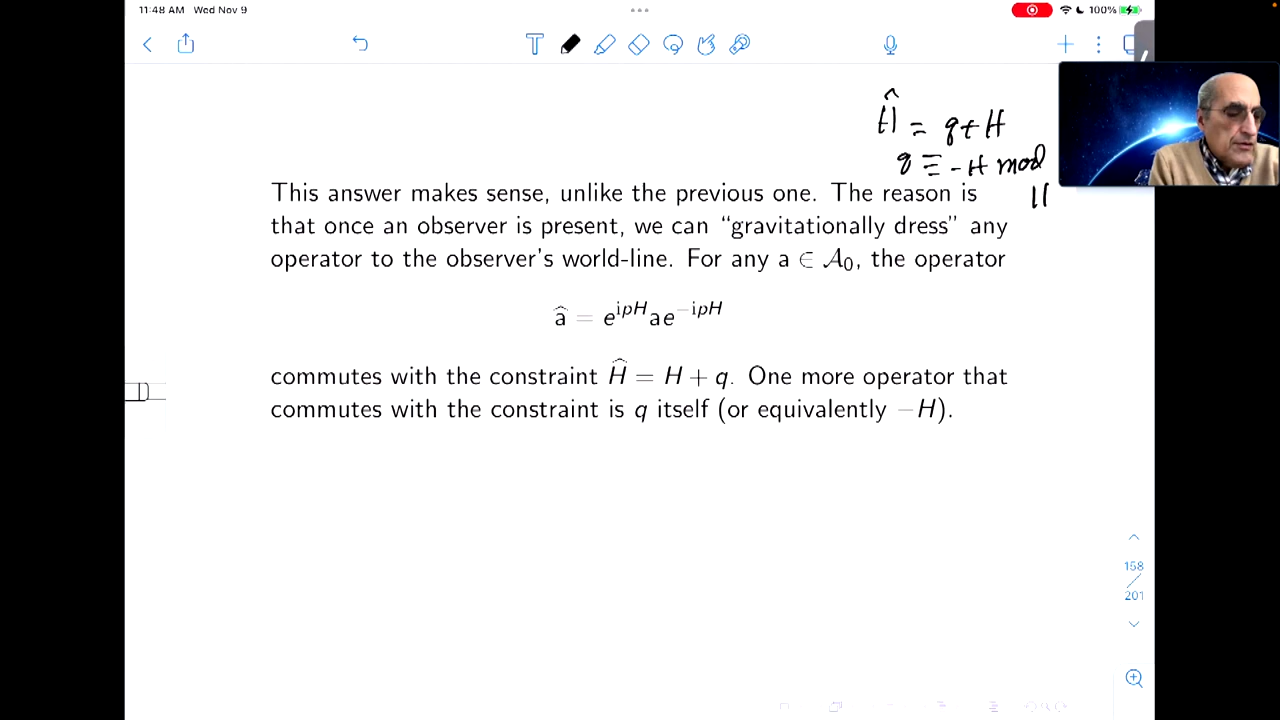 11:48 AM Wed Nov 9
100%
Ĥ = q + H
q ≡ -H mod
This answer makes sense, unlike the previous one. The reason is
that once an observer is present, we can “gravitationally dress” any
operator to the observer’s world-line. For any a ∈ 𝒜₀, the operator
â = e^{ipH}ae^{-ipH}
commutes with the constraint Ĥ = H + q. One more operator that
commutes with the constraint is q itself (or equivalently −H).
158
201